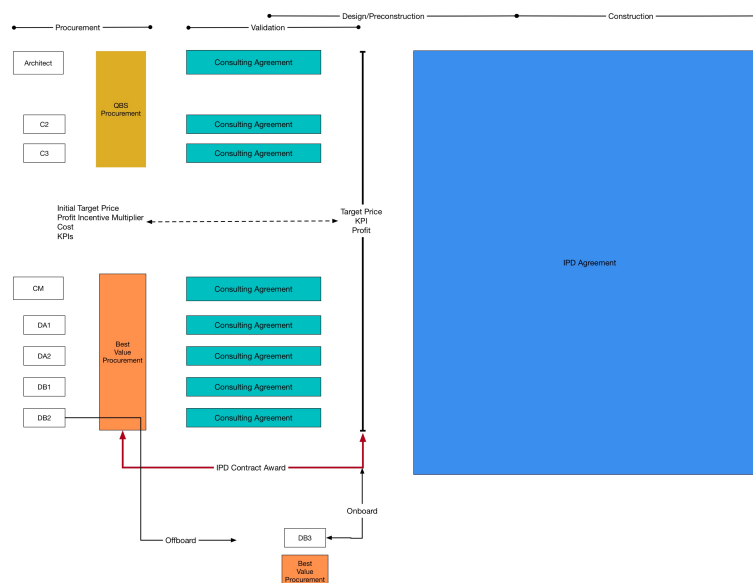 Design/Preconstruction
Construction
Procurement
Validation
Architect
QBS
Procurement
Consulting Agreement
C2
Consulting Agreement
C3
Consulting Agreement
Initial Target Price
Profit Incentive Multiplier
Cost
KPIs
Target Price
KPI
Profit
IPD Agreement
CM
Consulting Agreement
DA1
Consulting Agreement
DA2
Best
Value
Procurement
Consulting Agreement
DB1
Consulting Agreement
DB2
Consulting Agreement
IPD Contract Award
Onboard
Offboard
DB3
Best
Value
Procurement